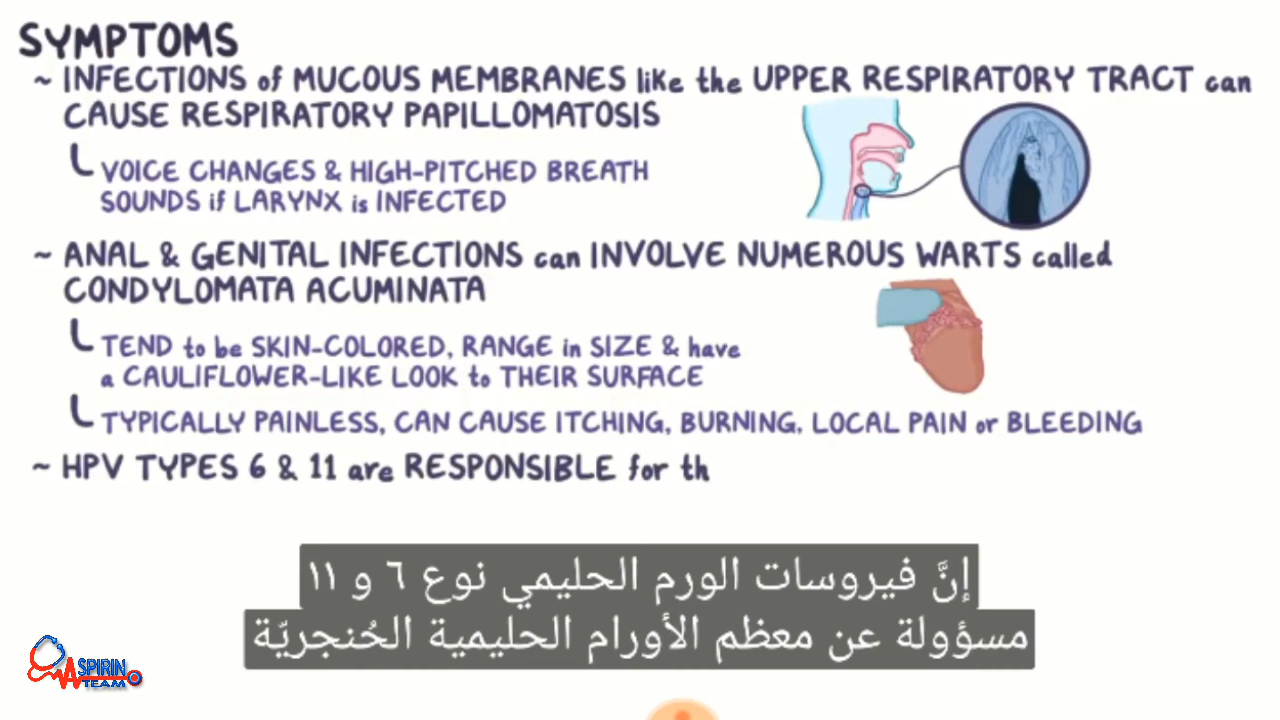 SYMPTOMS
~ INFECTIONS of MUCOUS MEMBRANES like the UPPER RESPIRATORY TRACT can
CAUSE RESPIRATORY PAPILLOMATOSIS
VOICE CHANGES & HIGH-PITCHED BREATH
SOUNDS if LARYNX is INFECTED
~ ANAL & GENITAL INFECTIONS can INVOLVE NUMEROUS WARTS called
CONDYLOMATA ACUMINATA
TEND to be SKIN-COLORED, RANGE in SIZE & have
a CAULIFLOWER-LIKE LOOK to THEIR SURFACE
TYPICALLY PAINLESS, CAN CAUSE ITCHING, BURNING, LOCAL PAIN or BLEEDING
~ HPV TYPES 6 & 11 are RESPONSIBLE for th
إنَّ فيروسات الورم الحليمي نوع ٦ و ١١
مسؤولة عن معظم الأورام الحليمية الحُنجريّة
ASPIRIN
TEAM